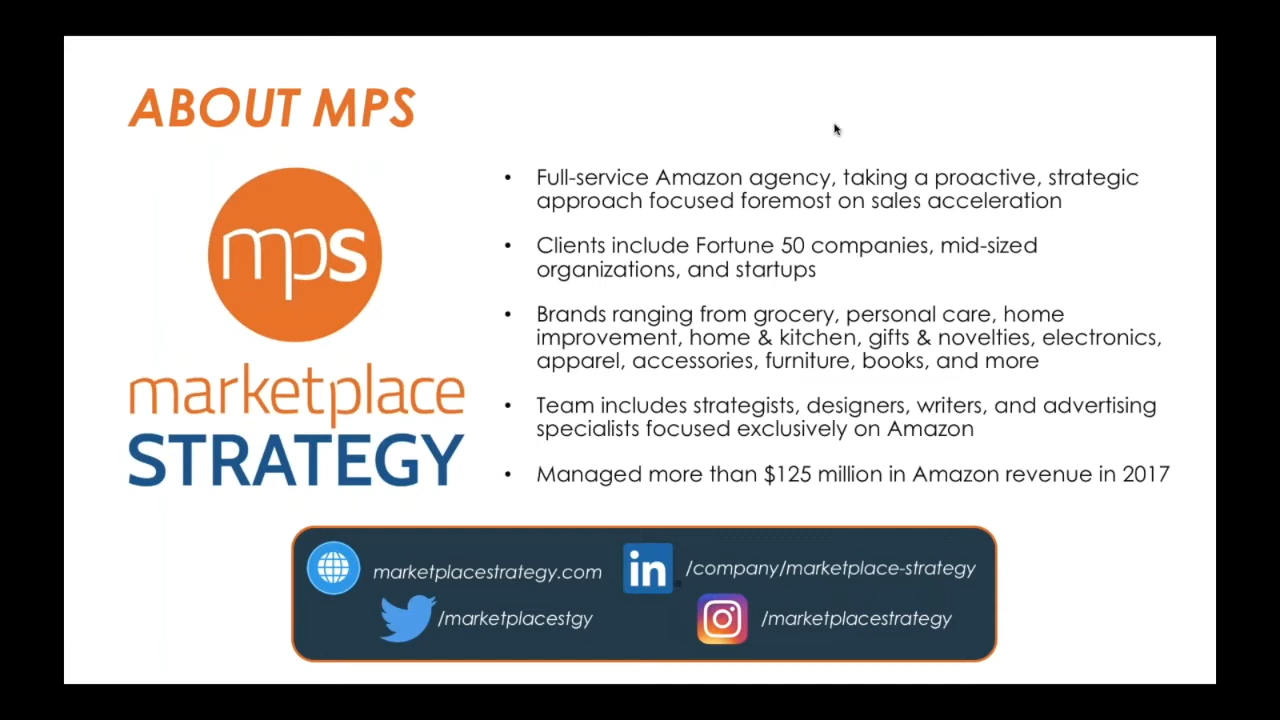 ABOUT MPS
mps
marketplace
STRATEGY
• Full-service Amazon agency, taking a proactive, strategic
approach focused foremost on sales acceleration
• Clients include Fortune 50 companies, mid-sized
organizations, and startups
• Brands ranging from grocery, personal care, home
improvement, home & kitchen, gifts & novelties, electronics,
apparel, accessories, furniture, books, and more
• Team includes strategists, designers, writers, and advertising
specialists focused exclusively on Amazon
• Managed more than $125 million in Amazon revenue in 2017
marketplacestrategy.com
in /company/marketplace-strategy
/marketplacestgy
/marketplacestrategy